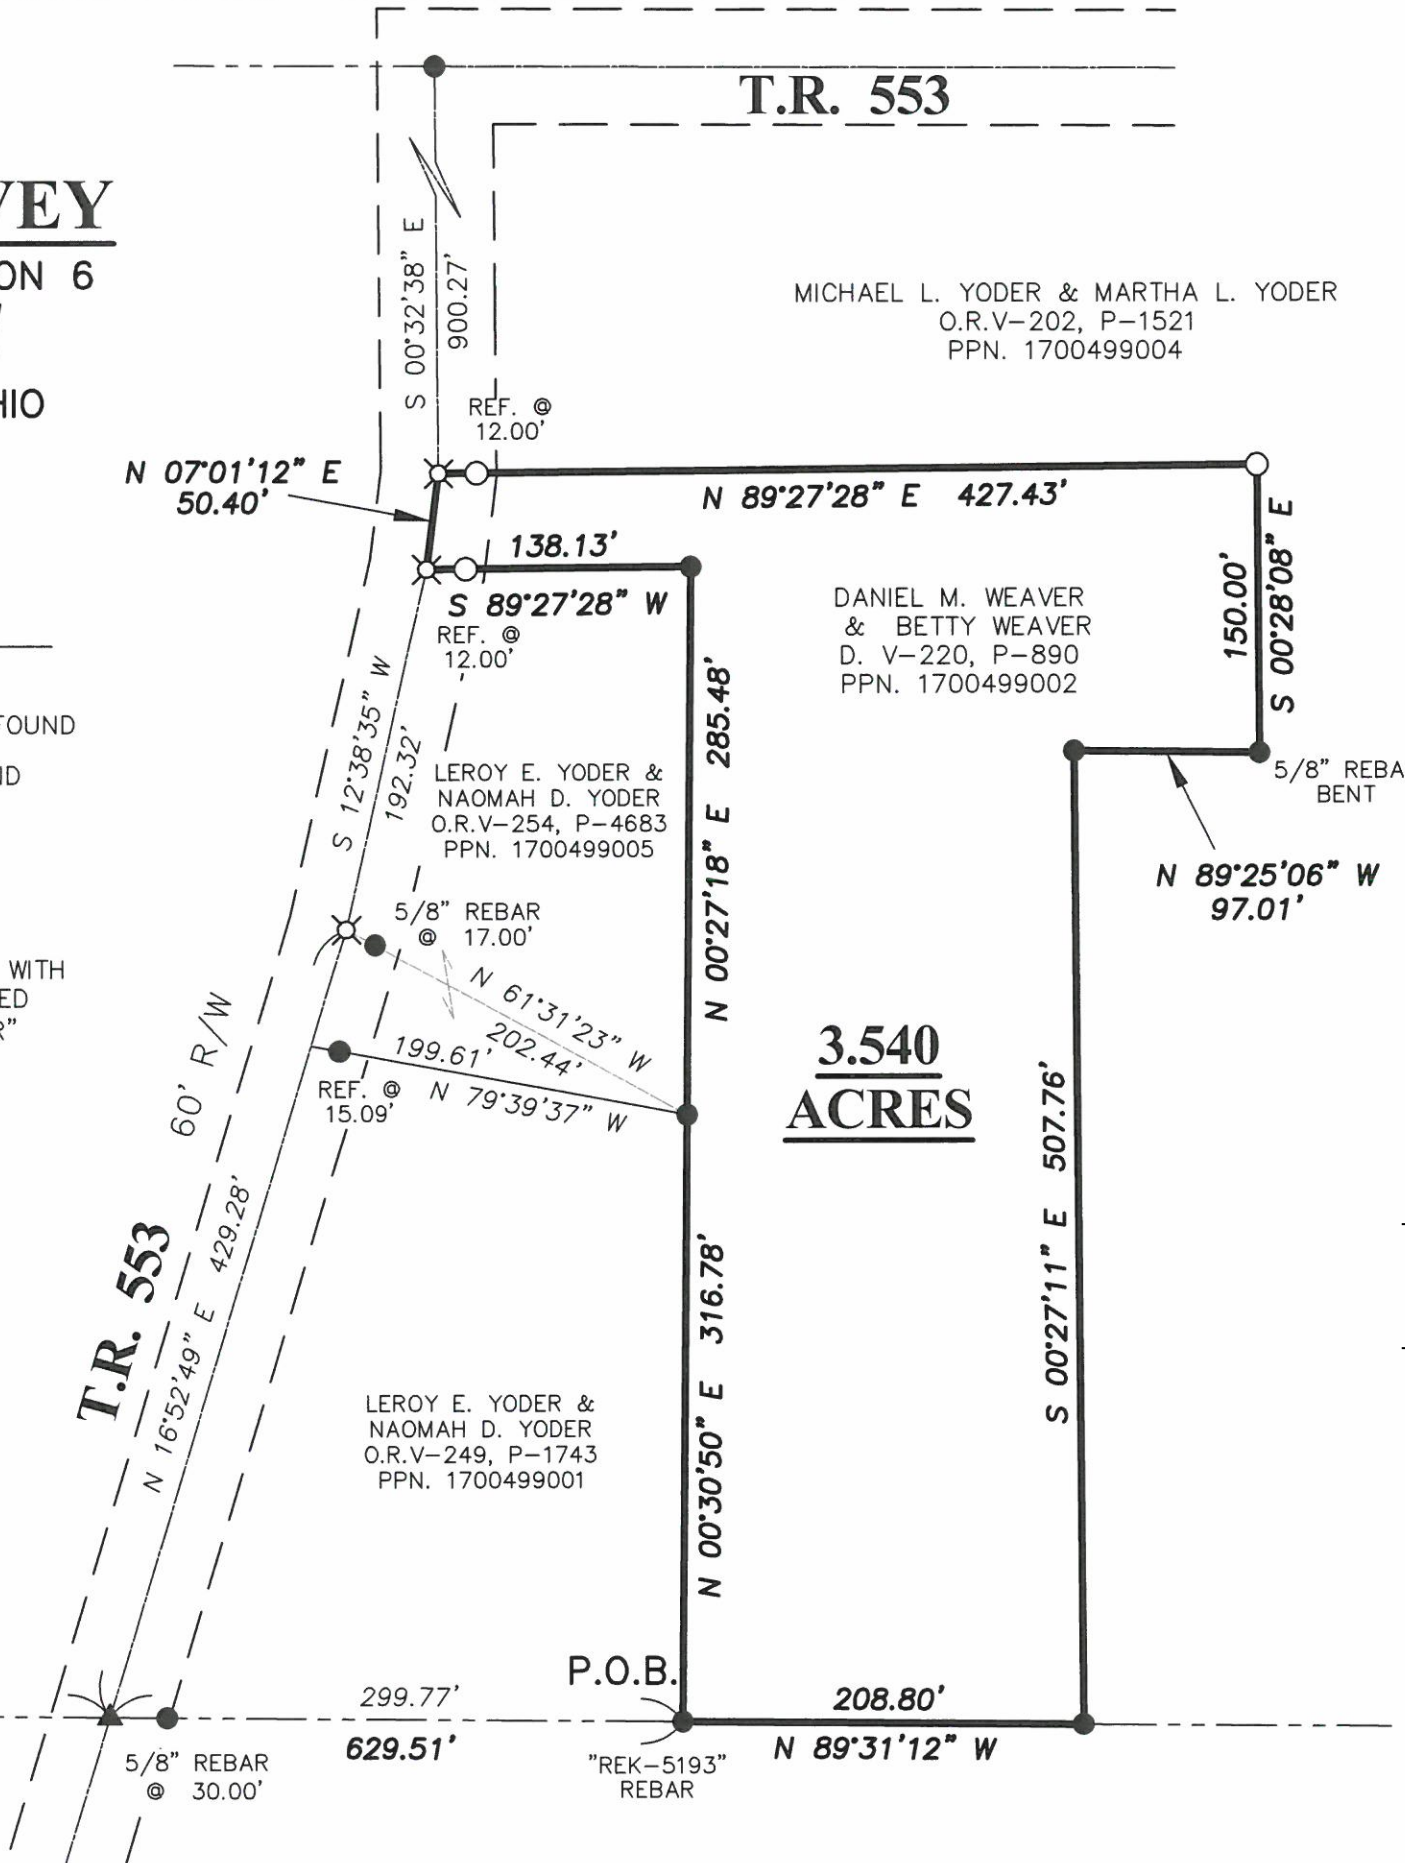 T.R. 553
VEY
ON 6
HIO
S 00°32'38" E
900.27'
MICHAEL L. YODER & MARTHA L. YODER
O.R.V-202, P-1521
PPN. 1700499004
REF. @
12.00'
N 07°01'12" E
50.40'
N 89°27'28" E 427.43'
138.13'
S 89°27'28" W
REF. @
12.00'
150.00'
S 00°28'08" E
DANIEL M. WEAVER
& BETTY WEAVER
D. V-220, P-890
PPN. 1700499002
FOUND
ND
S 12°38'35" W
192.32'
LEROY E. YODER &
NAOMAH D. YODER
O.R.V-254, P-4683
PPN. 1700499005
N 00°27'18" E 285.48'
5/8" REBA
BENT
N 89°25'06" W
97.01'
5/8" REBAR
@ 17.00'
WITH
ED
R"
60' R/W
N 61°31'23" W
202.44'
199.61'
N 79°39'37" W
REF. @
15.09'
3.540
ACRES
S 00°27'11" E 507.76'
T.R. 553
N 16°52'49" E 429.28'
N 00°30'50" E 316.78'
LEROY E. YODER &
NAOMAH D. YODER
O.R.V-249, P-1743
PPN. 1700499001
P.O.B.
299.77'
629.51'
208.80'
N 89°31'12" W
5/8" REBAR
@ 30.00'
"REK-5193"
REBAR